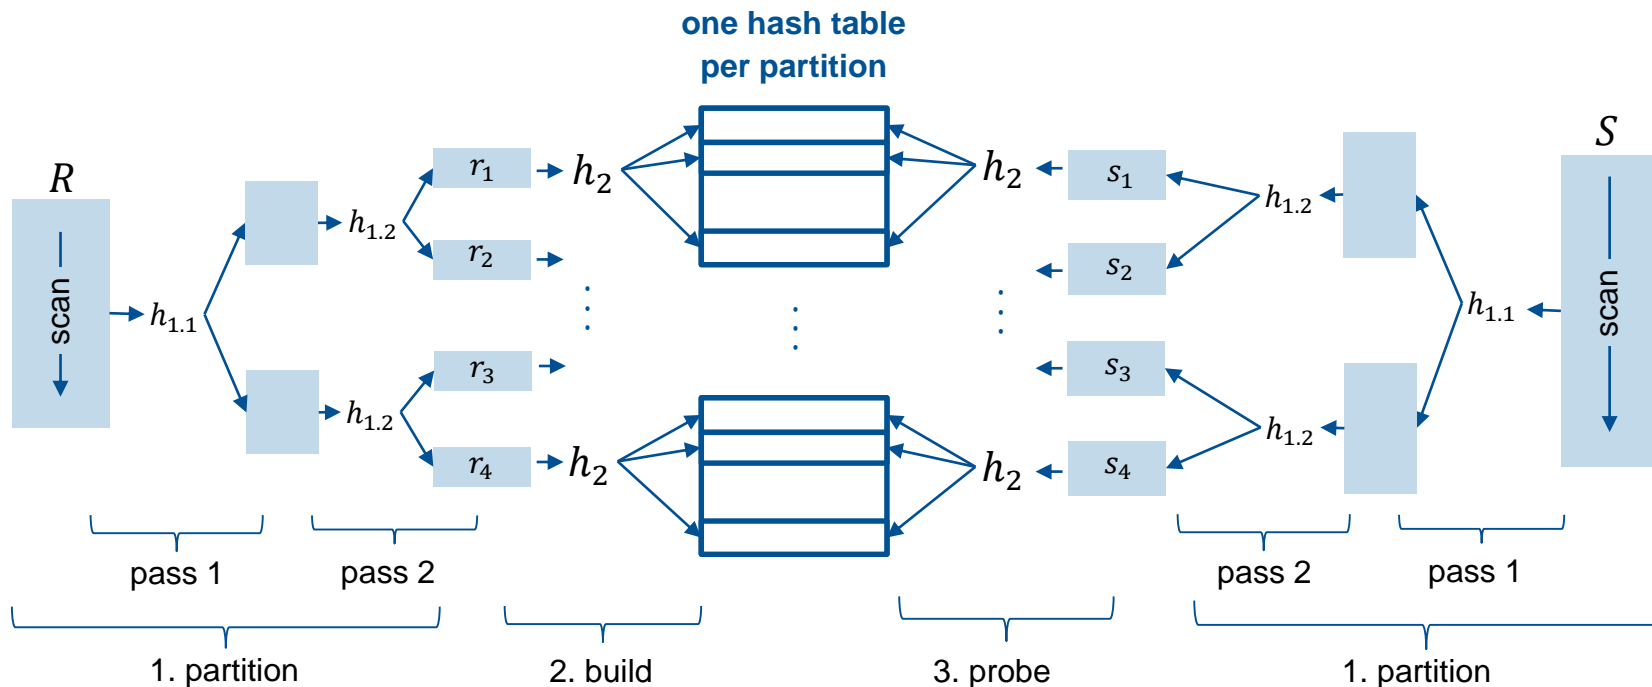 one hash table
per partition
R
scan
h₁.₁
h₁.₂
h₁.₂
r₁
r₂
r₃
r₄
h₂
h₂
⋮
⋮
⋮
h₂
h₂
s₁
s₂
s₃
s₄
h₁.₂
h₁.₂
h₁.₁
S
scan
pass 1
pass 2
pass 2
pass 1
1. partition
2. build
3. probe
1. partition